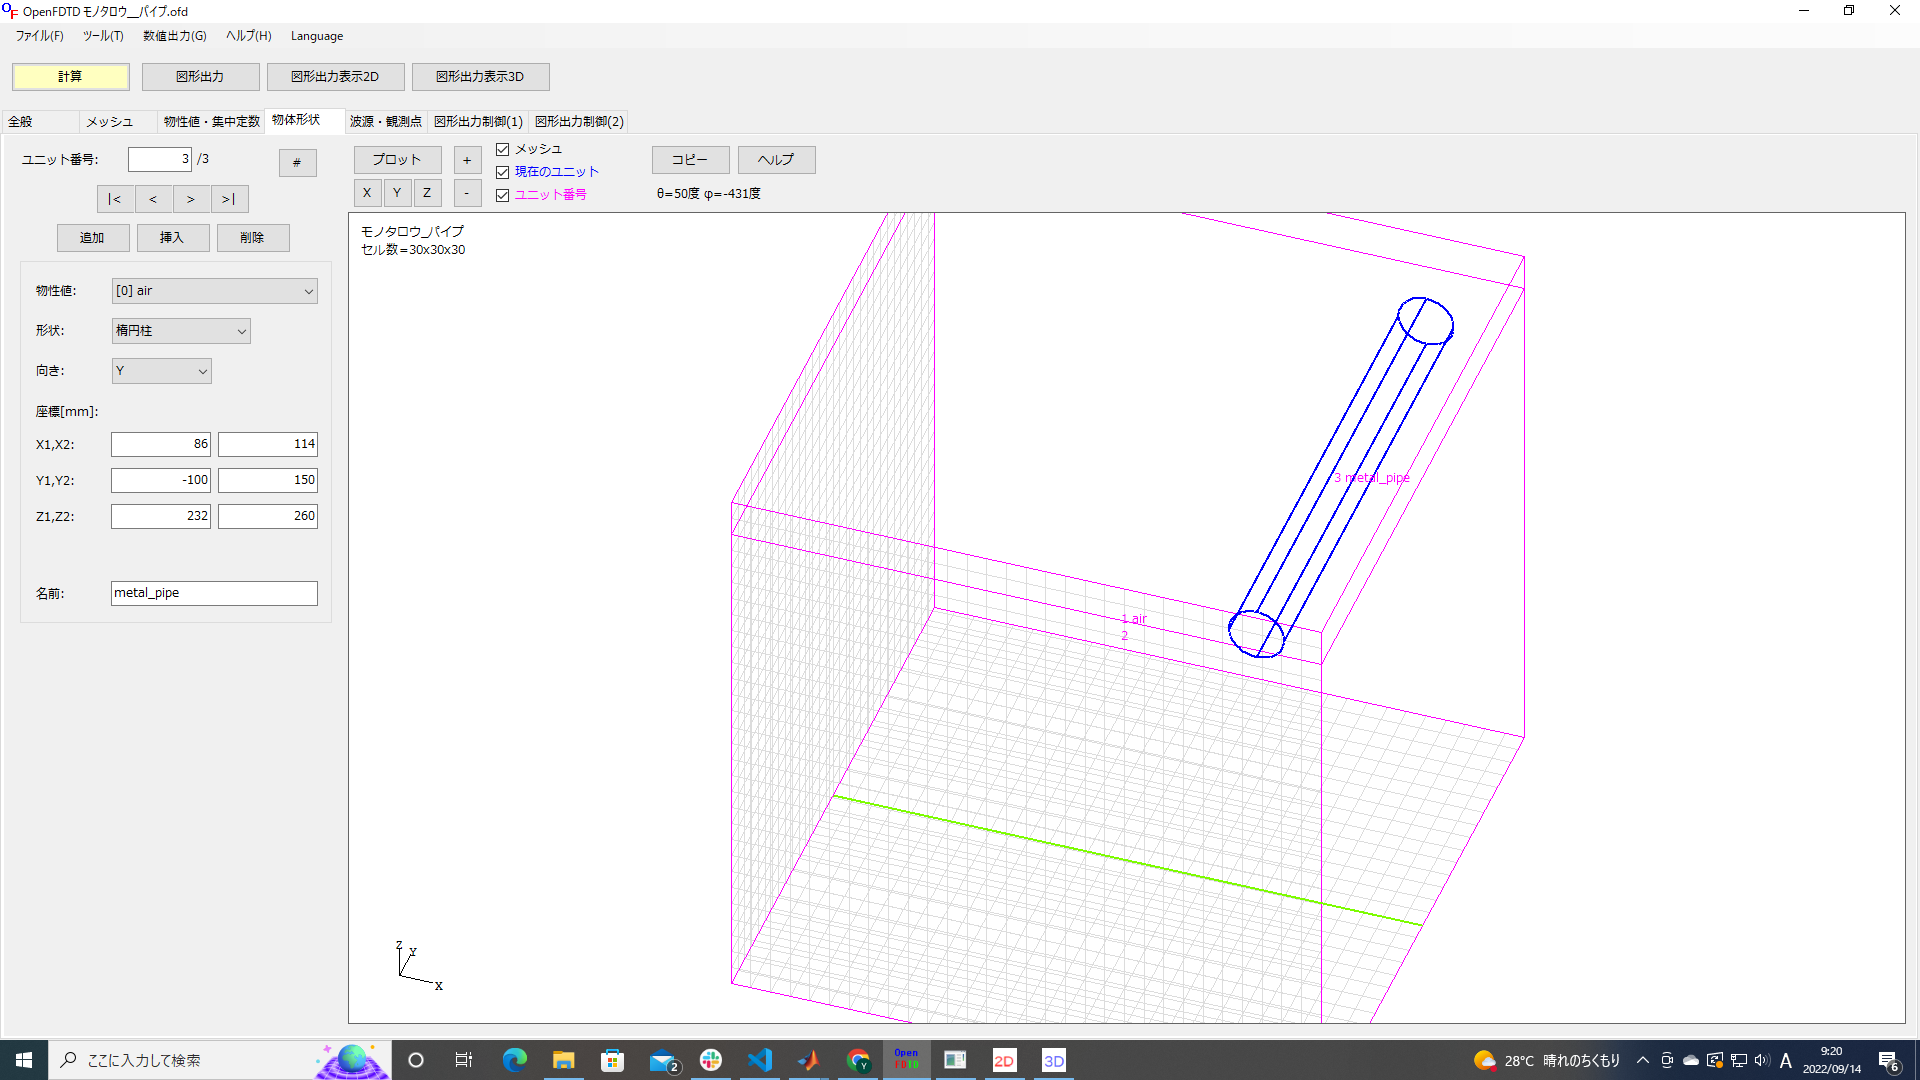 OpenFDTD モノタロウ__パイプ.ofd
ファイル(F) ツール(T) 数値出力(G) ヘルプ(H) Language
計算 図形出力 図形出力表示2D 図形出力表示3D
全般 メッシュ 物性値・集中定数 物体形状 波源・観測点 図形出力制御(1) 図形出力制御(2)
ユニット番号: 3 /3 #
|< < > >|
追加 挿入 削除
物性値: [0] air
形状: 楕円柱
向き: Y
座標[mm]:
X1,X2: 86 114
Y1,Y2: -100 150
Z1,Z2: 232 260
名前: metal_pipe
プロット + メッシュ コピー ヘルプ
現在のユニット
X Y Z - ユニット番号 θ=50度 φ=-431度
モノタロウ_パイプ
セル数=30x30x30
3 metal_pipe
1 air
2
Z
Y
X
ここに入力して検索
2
Open
FDTD
2D 3D
28°C 晴れのちくもり
A
9:20
2022/09/14
6